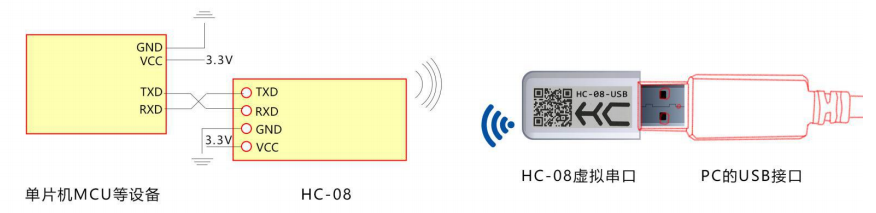 GND
VCC
3.3V
TXD
RXD
TXD
RXD
GND
VCC
3.3V
单片机MCU等设备
HC-08
HC-08-USB
HC
HC-08虚拟串口
PC的USB接口